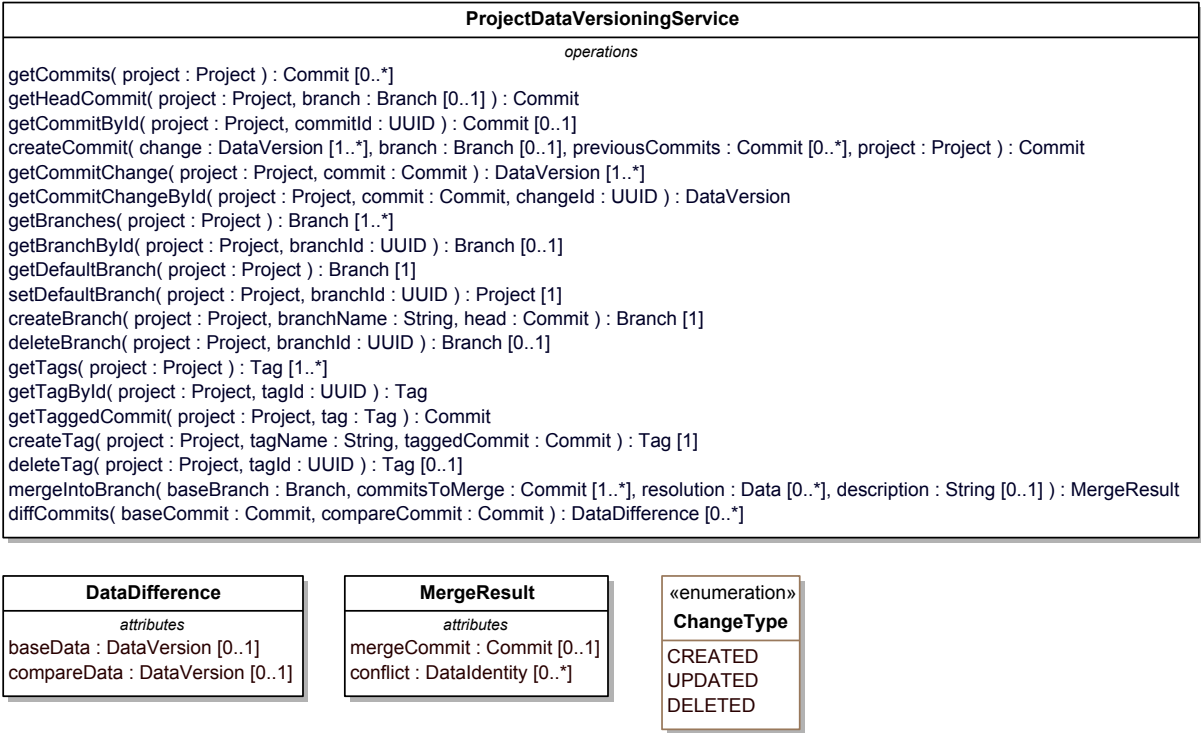 ProjectDataVersioningService
operations
getCommits( project : Project ) : Commit [0..*]
getHeadCommit( project : Project, branch : Branch [0..1] ) : Commit
getCommitById( project : Project, commitId : UUID ) : Commit [0..1]
createCommit( change : DataVersion [1..*], branch : Branch [0..1], previousCommits : Commit [0..*], project : Project ) : Commit
getCommitChange( project : Project, commit : Commit ) : DataVersion [1..*]
getCommitChangeById( project : Project, commit : Commit, changeId : UUID ) : DataVersion
getBranches( project : Project ) : Branch [1..*]
getBranchById( project : Project, branchId : UUID ) : Branch [0..1]
getDefaultBranch( project : Project ) : Branch [1]
setDefaultBranch( project : Project, branchId : UUID ) : Project [1]
createBranch( project : Project, branchName : String, head : Commit ) : Branch [1]
deleteBranch( project : Project, branchId : UUID ) : Branch [0..1]
getTags( project : Project ) : Tag [1..*]
getTagById( project : Project, tagId : UUID ) : Tag
getTaggedCommit( project : Project, tag : Tag ) : Commit
createTag( project : Project, tagName : String, taggedCommit : Commit ) : Tag [1]
deleteTag( project : Project, tagId : UUID ) : Tag [0..1]
mergeIntoBranch( baseBranch : Branch, commitsToMerge : Commit [1..*], resolution : Data [0..*], description : String [0..1] ) : MergeResult
diffCommits( baseCommit : Commit, compareCommit : Commit ) : DataDifference [0..*]
DataDifference
attributes
baseData : DataVersion [0..1]
compareData : DataVersion [0..1]
MergeResult
attributes
mergeCommit : Commit [0..1]
conflict : DataIdentity [0..*]
«enumeration»
ChangeType
CREATED
UPDATED
DELETED